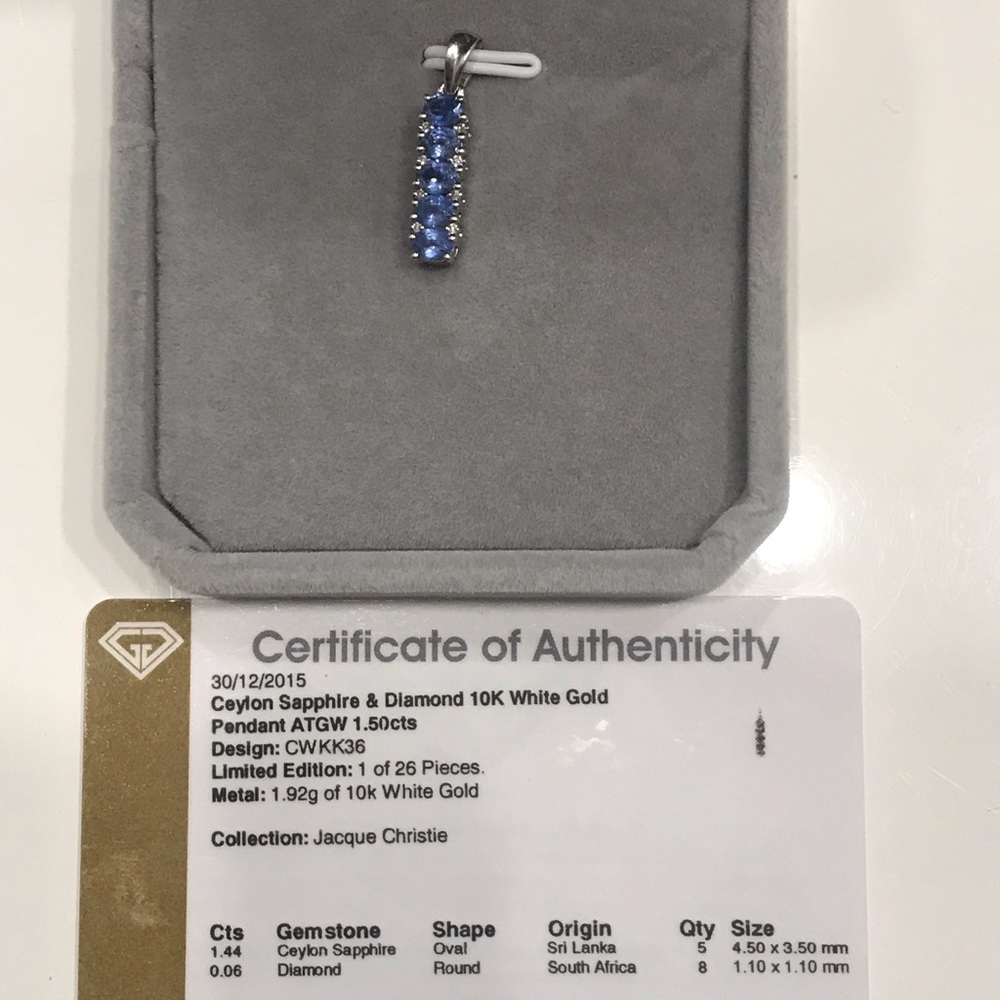 Certificate of Authenticity
30/12/2015
Ceylon Sapphire & Diamond 10K White Gold
Pendant ATGW 1.50cts
Design: CWKK36
Limited Edition: 1 of 26 Pieces.
Metal: 1.92g of 10k White Gold
Collection: Jacque Christie
Cts Gemstone Shape Origin Qty Size
1.44 Ceylon Sapphire Oval Sri Lanka 5 4.50 x 3.50 mm
0.06 Diamond Round South Africa 8 1.10 x 1.10 mm